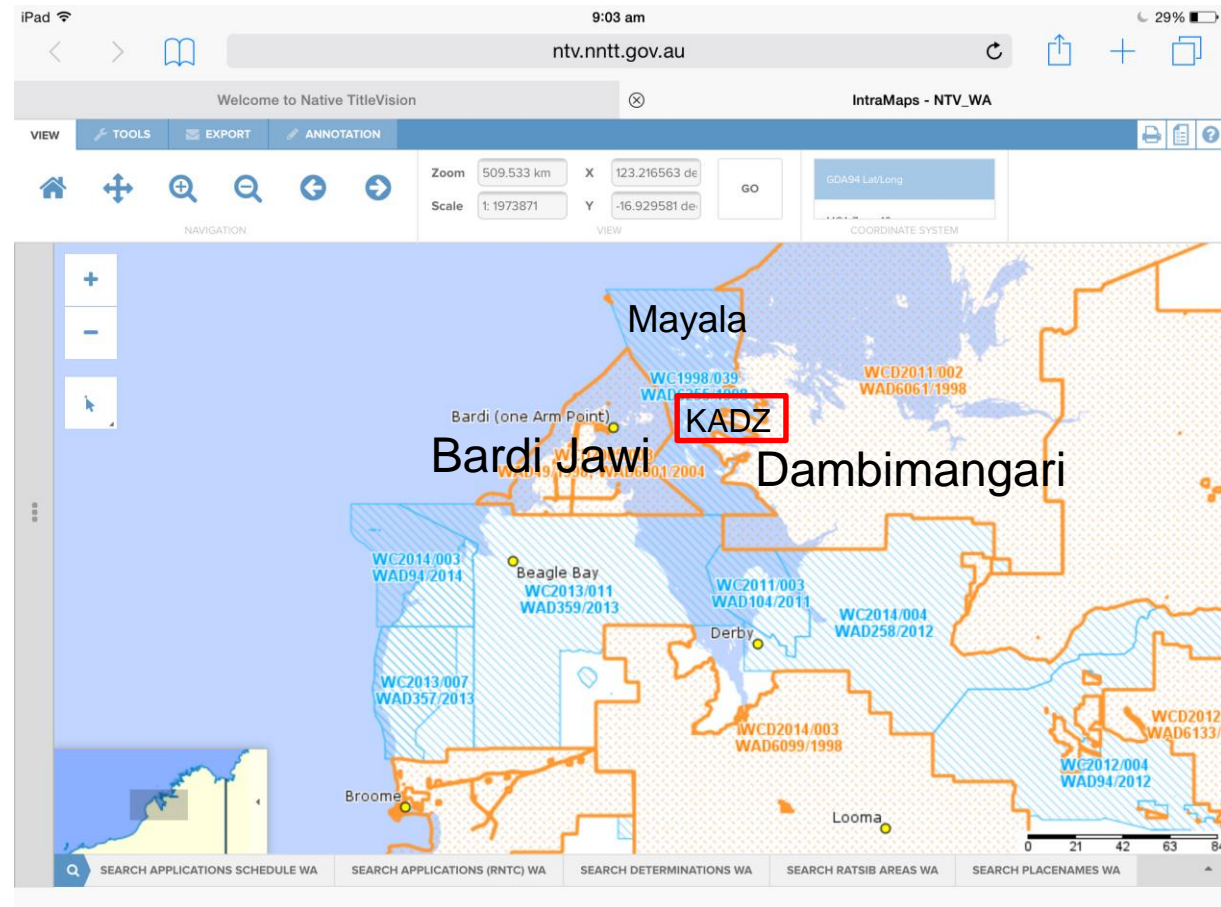 iPad 9:03 am 29%
ntv.nntt.gov.au
Welcome to Native TitleVision IntraMaps - NTV_WA
VIEW TOOLS EXPORT ANNOTATION
Zoom 509.533 km X 123.216563 de GO
GDA94 Lat/Long
Scale 1: 1973871 Y -16.929581 de
NAVIGATION VIEW COORDINATE SYSTEM
Mayala
WC1998/039
WCD2011/002
WAD6061/1998
Bardi (one Arm Point)
KADZ
Bardi Jawi
Dambimangari
WC2014/003
WAD94/2014
Beagle Bay
WC2013/011
WAD359/2013
WC2011/003
WAD104/2011
WC2014/004
WAD258/2012
Derby
WC2013/007
WAD357/2013
WCD2014/003
WAD6099/1998
WCD2012
WAD6133/
WC2012/004
WAD94/2012
Broome
Looma
0 21 42 63 84
SEARCH APPLICATIONS SCHEDULE WA SEARCH APPLICATIONS (RNTC) WA SEARCH DETERMINATIONS WA SEARCH RATSIB AREAS WA SEARCH PLACENAMES WA